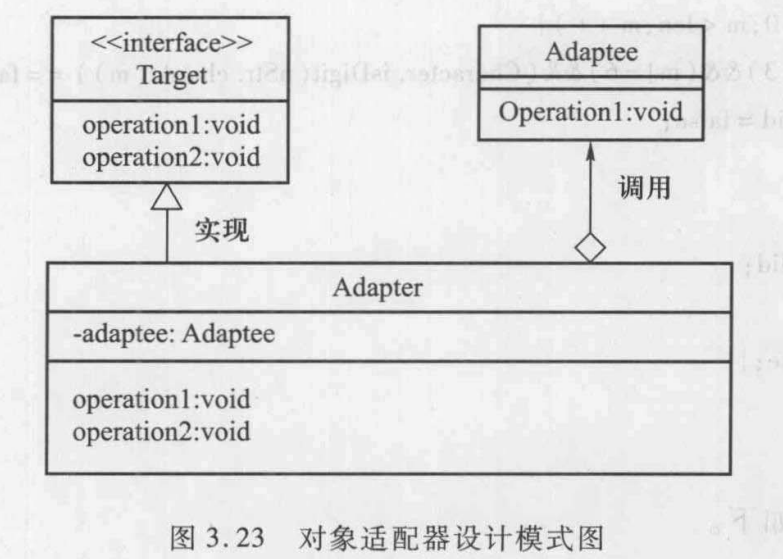 <<interface>>
Target
operation1:void
operation2:void
Adaptee
Operation1:void
实现
调用
Adapter
-adaptee: Adaptee
operation1:void
operation2:void
图 3.23 对象适配器设计模式图